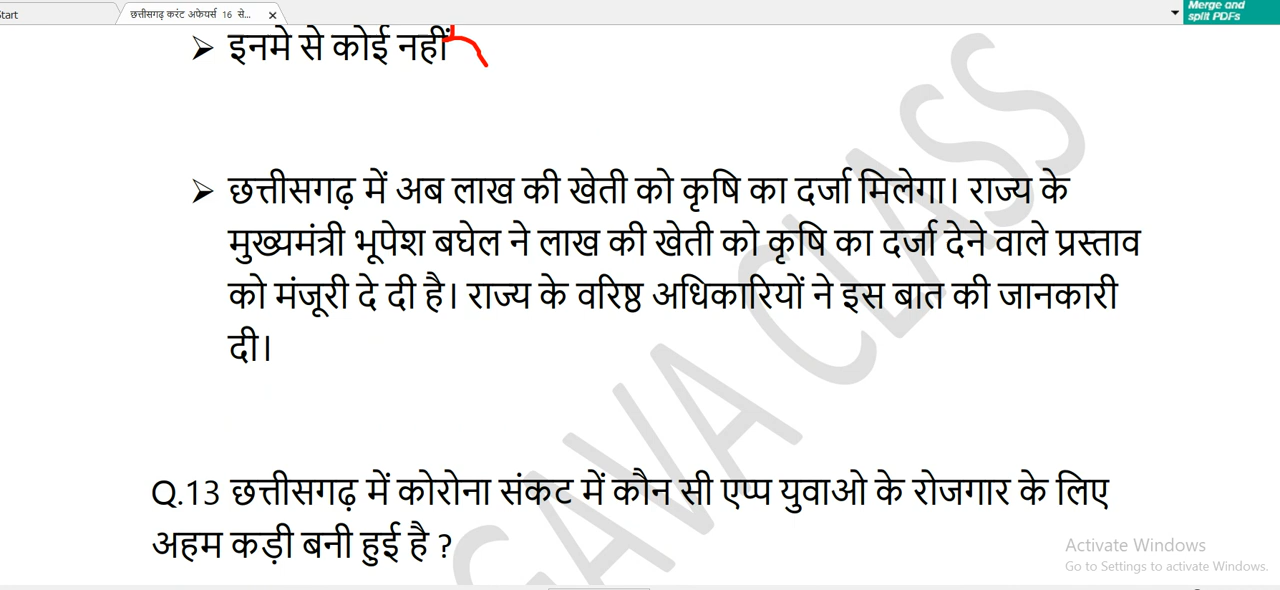 Start
छत्तीसगढ़ करंट अफेयर्स 16 से...
Merge and
split PDFs
➢ इनमे से कोई नहीं
➢ छत्तीसगढ़ में अब लाख की खेती को कृषि का दर्जा मिलेगा। राज्य के
मुख्यमंत्री भूपेश बघेल ने लाख की खेती को कृषि का दर्जा देने वाले प्रस्ताव
को मंजूरी दे दी है। राज्य के वरिष्ठ अधिकारियों ने इस बात की जानकारी
दी।
Q.13 छत्तीसगढ़ में कोरोना संकट में कौन सी एप्प युवाओ के रोजगार के लिए
अहम कड़ी बनी हुई है ?
GAVA CLASS
Activate Windows
Go to Settings to activate Windows.